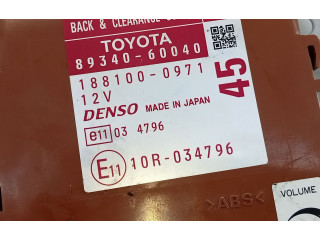 BACK & CLEARANCE
TOYOTA
89340-60040
188100-0971
12V
DENSO MADE IN JAPAN
45
e11 03 4796
E11 10R-034796
>ABS<
VOLUME